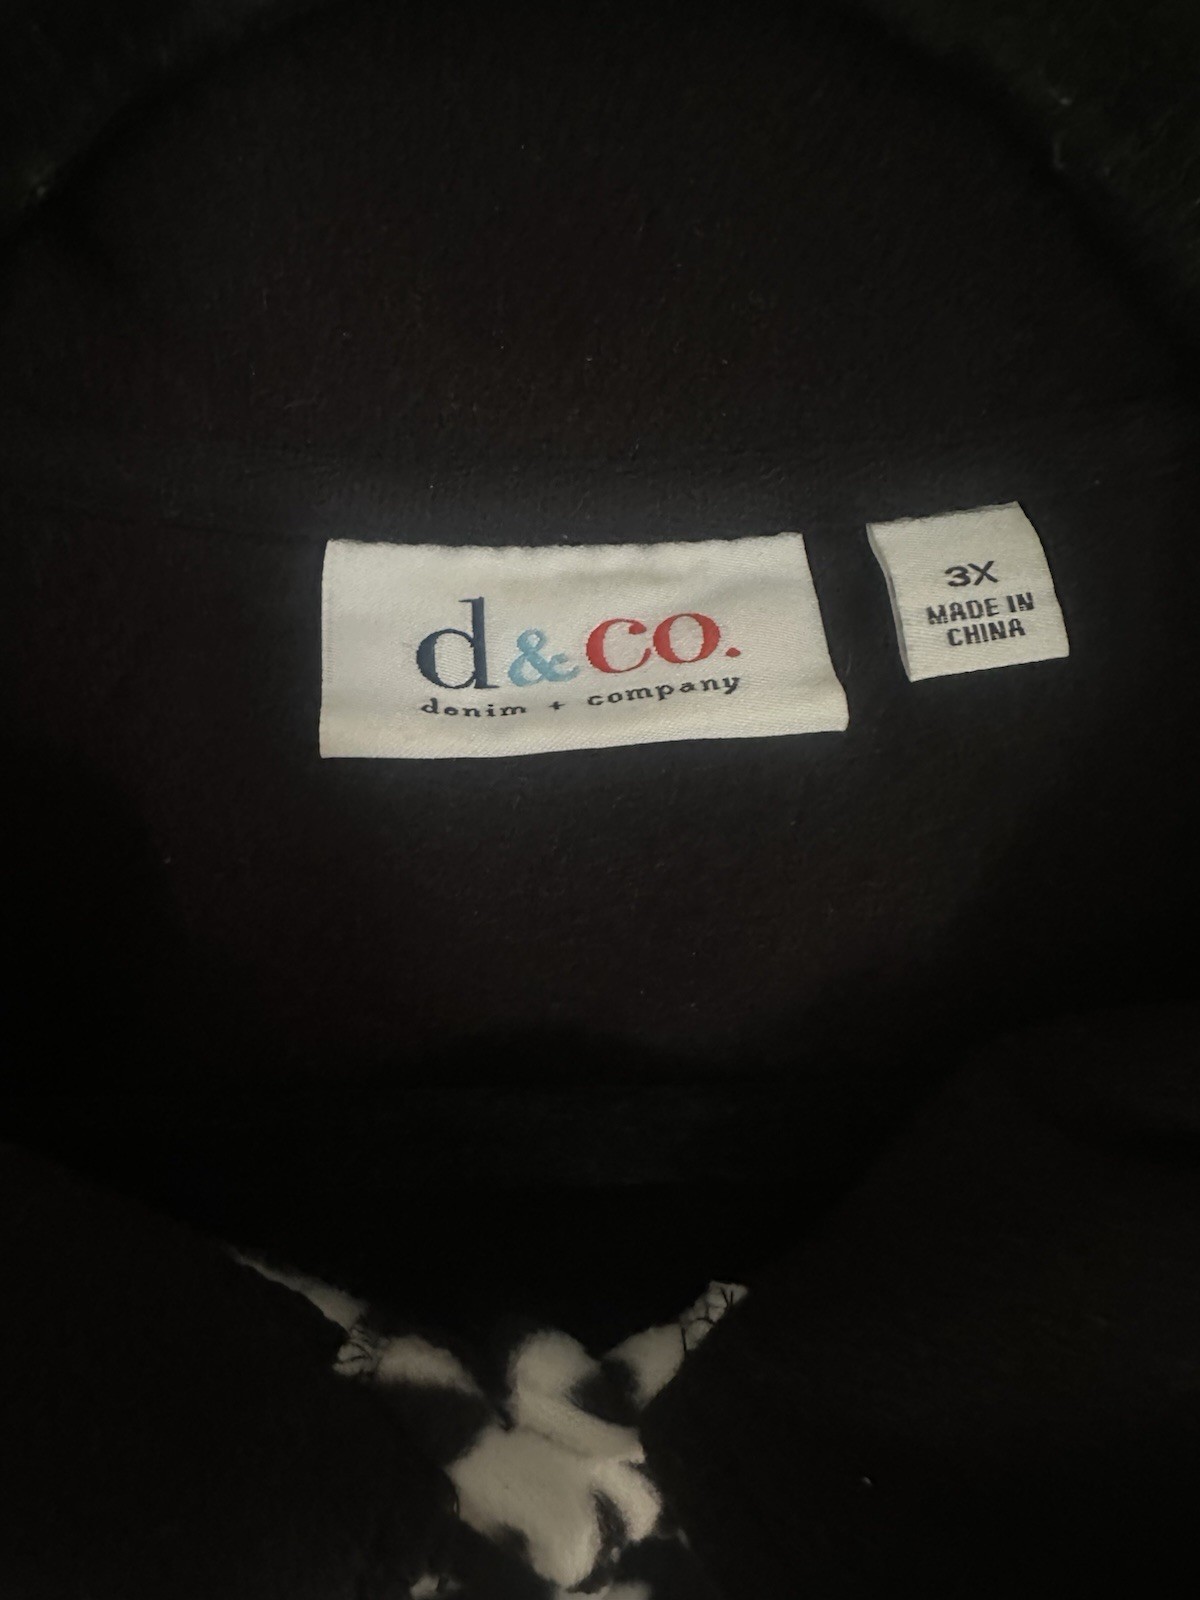 d&co.
denim + company
3X
MADE IN
CHINA